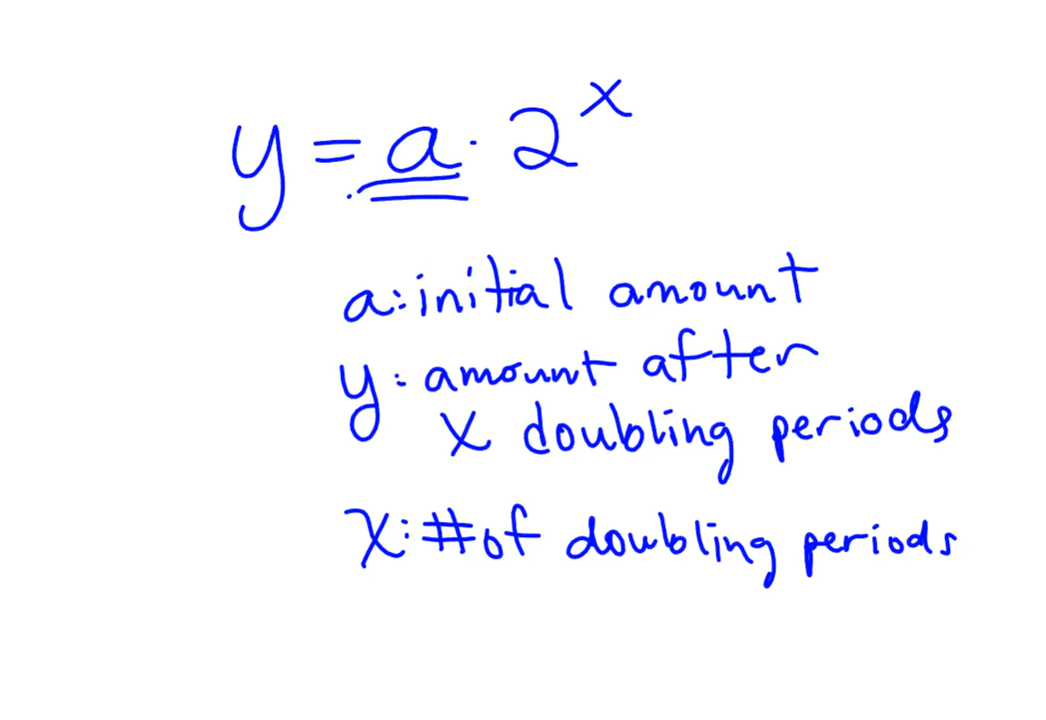 y = a · 2^x
a: initial amount
y: amount after
x doubling periods
x: # of doubling periods